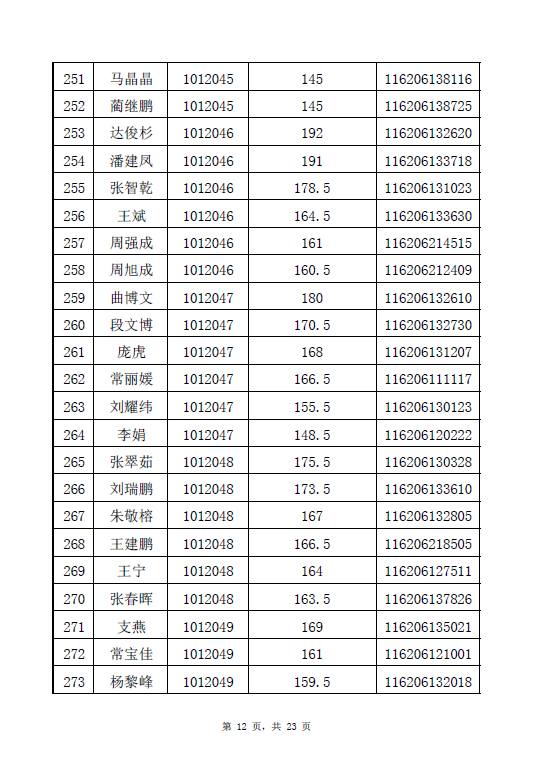 251 马晶晶 1012045 145 116206138116
252 蔺继鹏 1012045 145 116206138725
253 达俊杉 1012046 192 116206132620
254 潘建凤 1012046 191 116206133718
255 张智乾 1012046 178.5 116206131023
256 王斌 1012046 164.5 116206133630
257 周强成 1012046 161 116206214515
258 周旭成 1012046 160.5 116206212409
259 曲博文 1012047 180 116206132610
260 段文博 1012047 170.5 116206132730
261 庞虎 1012047 168 116206131207
262 常丽媛 1012047 166.5 116206111117
263 刘耀纬 1012047 155.5 116206130123
264 李娟 1012047 148.5 116206120222
265 张翠茹 1012048 175.5 116206130328
266 刘瑞鹏 1012048 173.5 116206133610
267 朱敬榕 1012048 167 116206132805
268 王建鹏 1012048 166.5 116206218505
269 王宁 1012048 164 116206127511
270 张春晖 1012048 163.5 116206137826
271 支燕 1012049 169 116206135021
272 常宝佳 1012049 161 116206121001
273 杨黎峰 1012049 159.5 116206132018
第 12 页，共 23 页